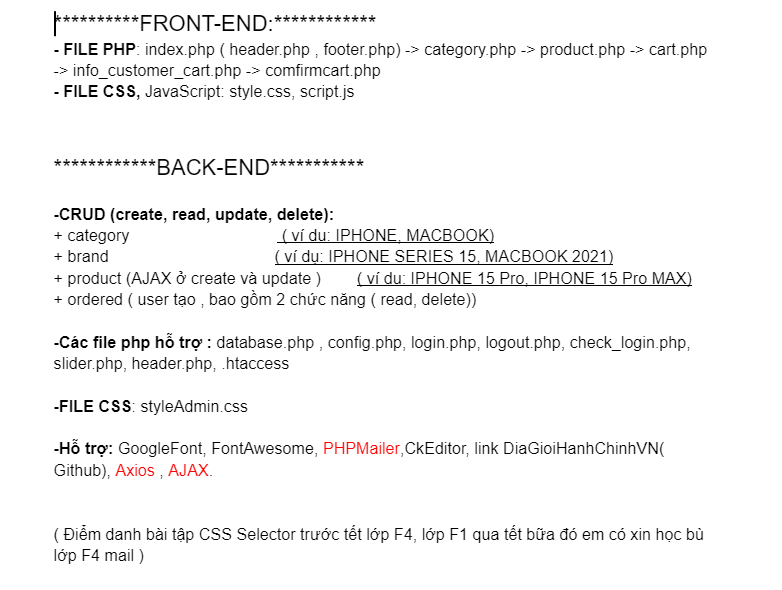 **********FRONT-END:************
- FILE PHP: index.php ( header.php , footer.php) -> category.php -> product.php -> cart.php
-> info_customer_cart.php -> comfirmcart.php
- FILE CSS, JavaScript: style.css, script.js
************BACK-END***********
-CRUD (create, read, update, delete):
+ category ( ví du: IPHONE, MACBOOK)
+ brand ( ví dụ: IPHONE SERIES 15, MACBOOK 2021)
+ product (AJAX ở create và update ) ( ví du: IPHONE 15 Pro, IPHONE 15 Pro MAX)
+ ordered ( user tạo , bao gồm 2 chức năng ( read, delete))
-Các file php hỗ trợ : database.php , config.php, login.php, logout.php, check_login.php,
slider.php, header.php, .htaccess
-FILE CSS: styleAdmin.css
-Hỗ trợ: GoogleFont, FontAwesome, PHPMailer,CkEditor, link DiaGioiHanhChinhVN(
Github), Axios , AJAX.
( Điểm danh bài tập CSS Selector trước tết lớp F4, lớp F1 qua tết bữa đó em có xin học bù
lớp F4 mail )